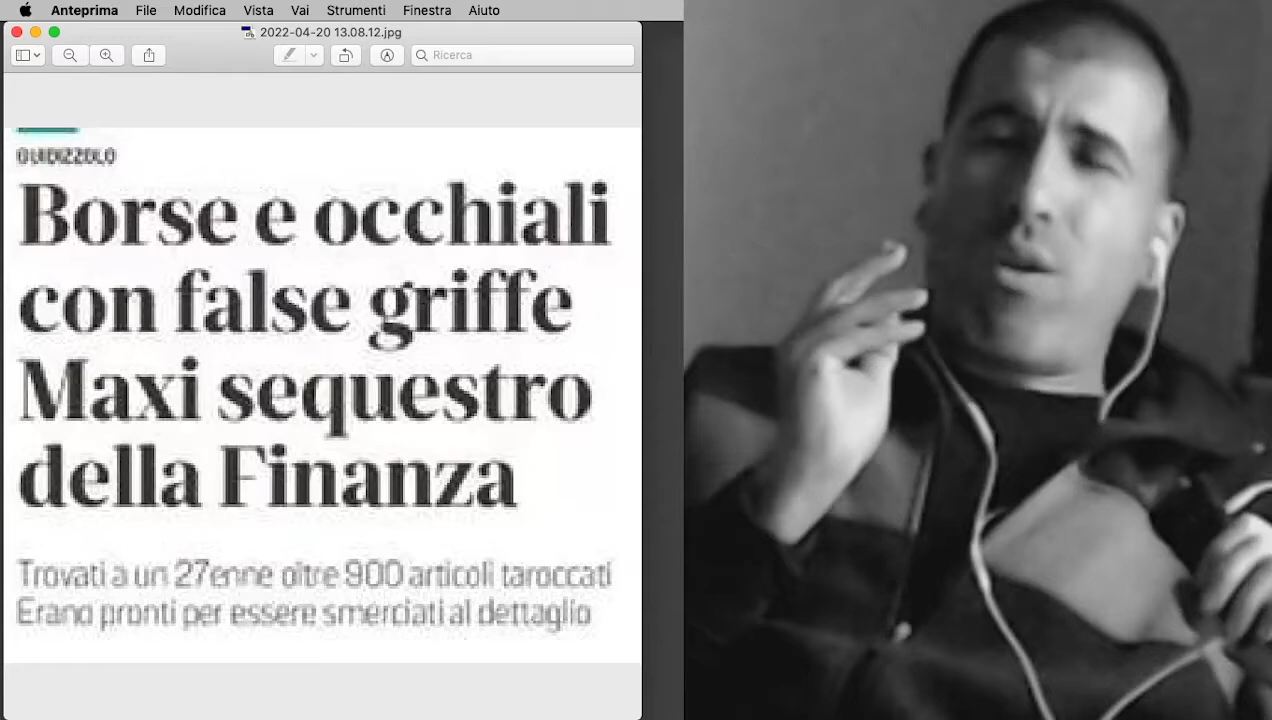 Anteprima File Modifica Vista Vai Strumenti Finestra Aiuto
2022-04-20 13.08.12.jpg
Ricerca
GUIDIZZOLO
Borse e occhiali
con false griffe
Maxi sequestro
della Finanza
Trovati a un 27enne oltre 900 articoli taroccati
Erano pronti per essere smerciati al dettaglio